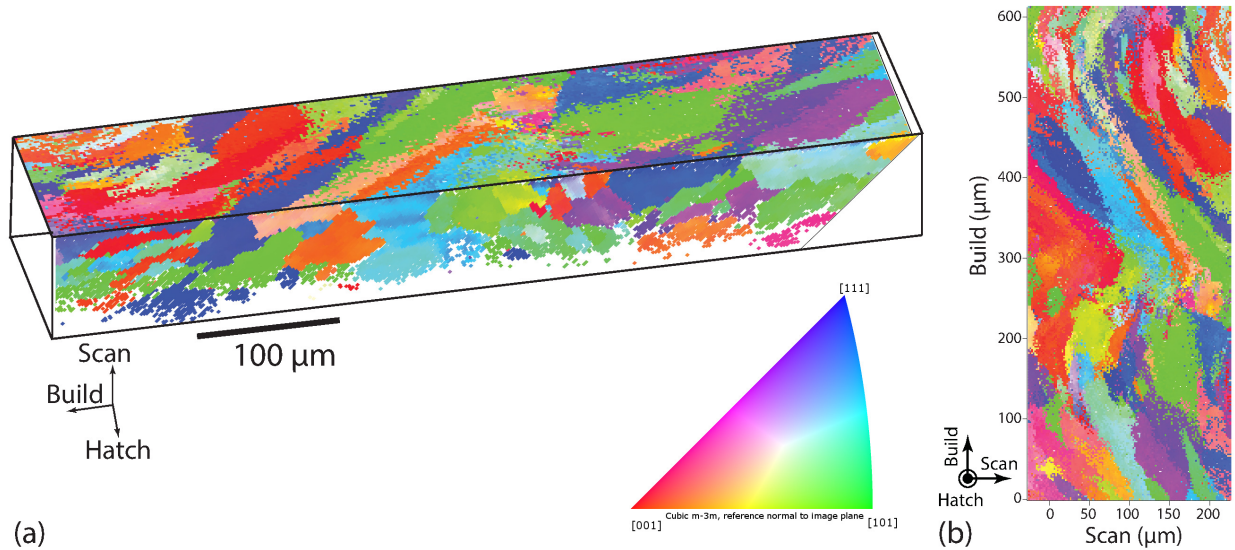 100 μm
Scan
Build
Hatch
(a)
[111]
Cubic m-3m, reference normal to image plane
[001]
[101]
600
500
400
300
200
100
0
Build (μm)
0
50
100
150
200
Scan (μm)
Build
Scan
Hatch
(b)